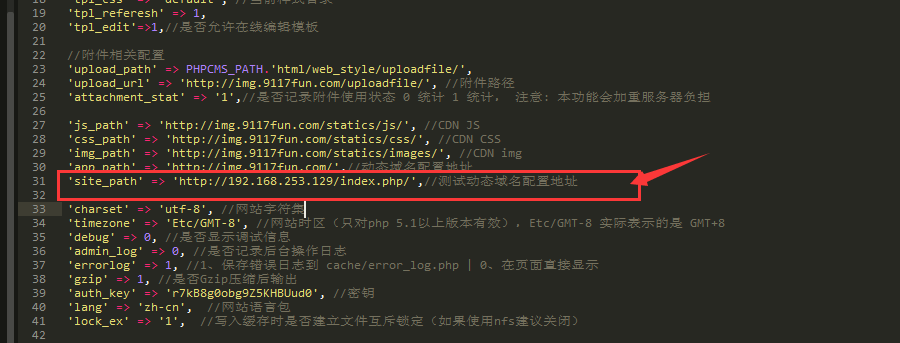 18 'tpl_css' => 'default', //当前样式目录
19 'tpl_referesh' => 1,
20 'tpl_edit'=>1,//是否允许在线编辑模板
21
22 //附件相关配置
23 'upload_path' => PHPCMS_PATH.'html/web_style/uploadfile/',
24 'upload_url' => 'http://img.9117fun.com/uploadfile/', //附件路径
25 'attachment_stat' => '1',//是否记录附件使用状态 0 统计 1 统计， 注意: 本功能会加重服务器负担
26
27 'js_path' => 'http://img.9117fun.com/statics/js/', //CDN JS
28 'css_path' => 'http://img.9117fun.com/statics/css/', //CDN CSS
29 'img_path' => 'http://img.9117fun.com/statics/images/', //CDN img
30 'app_path' => 'http://img.9117fun.com/',//动态域名配置地址
31 'site_path' => 'http://192.168.253.129/index.php/',//测试动态域名配置地址
32
33 'charset' => 'utf-8', //网站字符集
34 'timezone' => 'Etc/GMT-8', //网站时区（只对php 5.1以上版本有效），Etc/GMT-8 实际表示的是 GMT+8
35 'debug' => 0, //是否显示调试信息
36 'admin_log' => 0, //是否记录后台操作日志
37 'errorlog' => 1, //1、保存错误日志到 cache/error_log.php | 0、在页面直接显示
38 'gzip' => 1, //是否Gzip压缩后输出
39 'auth_key' => 'r7kB8g0obg9Z5KHBUud0', //密钥
40 'lang' => 'zh-cn', //网站语言包
41 'lock_ex' => '1', //写入缓存时是否建立文件互斥锁定（如果使用nfs建议关闭）
42